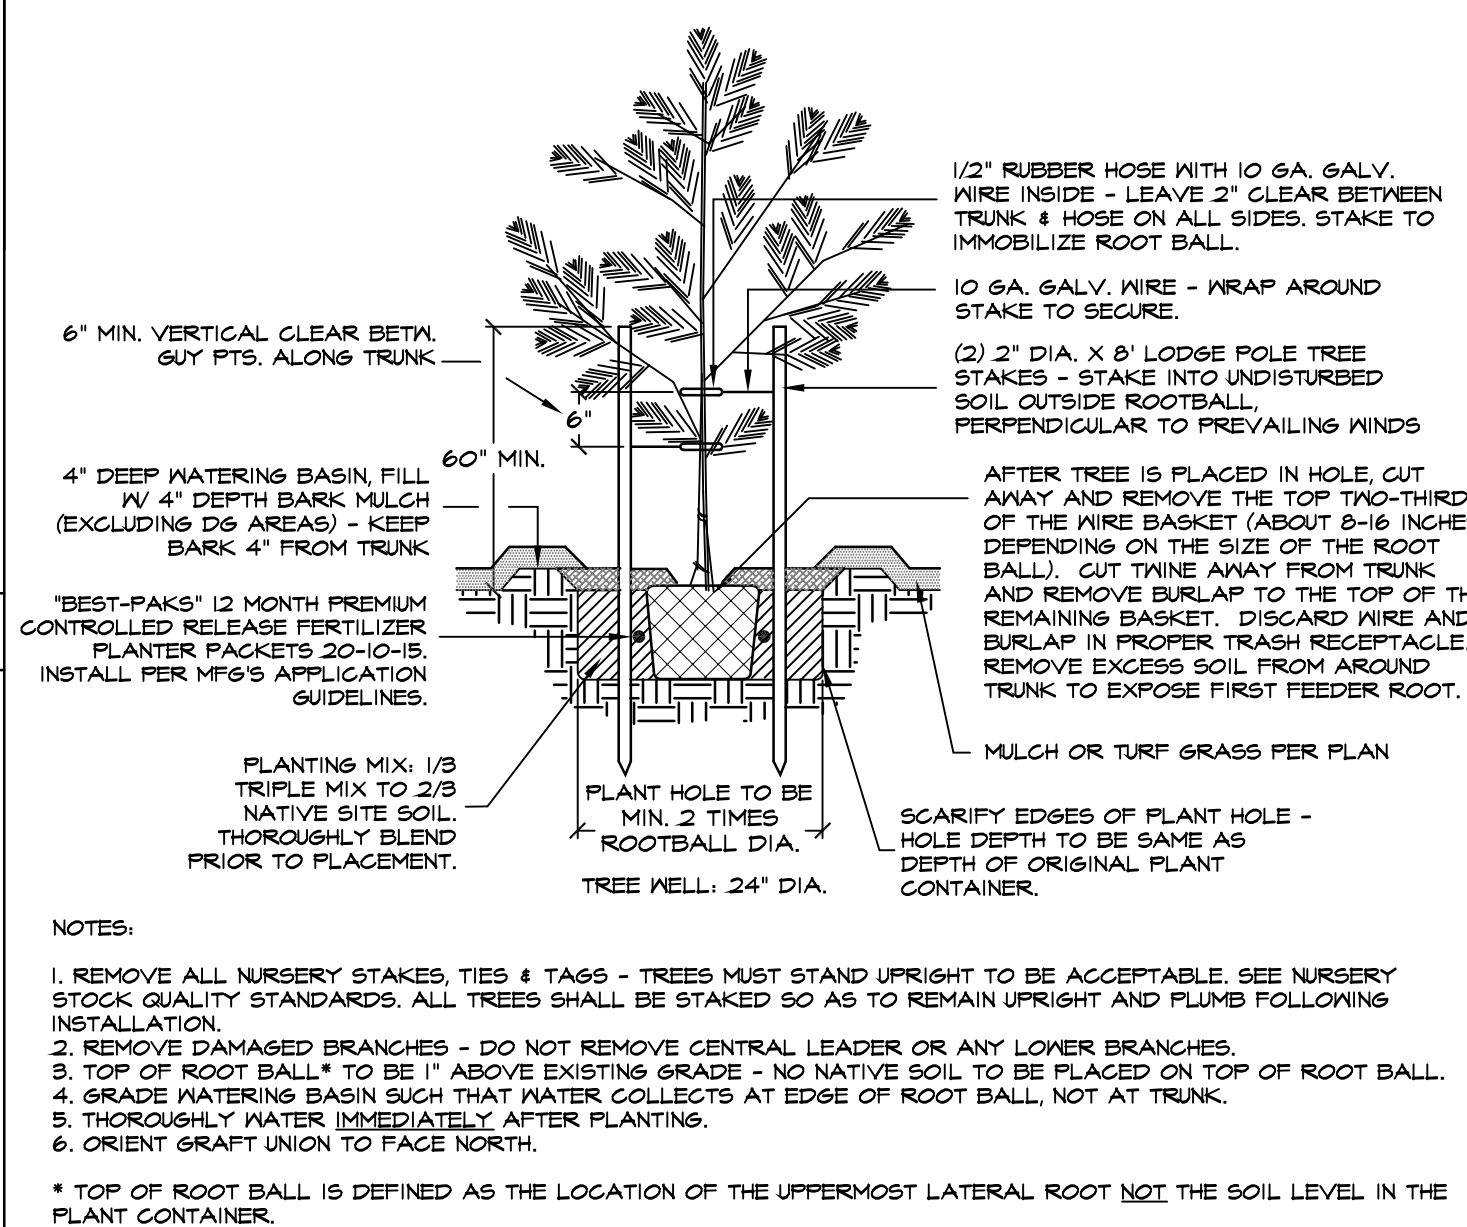 1/2" RUBBER HOSE WITH 10 GA. GALV.
WIRE INSIDE - LEAVE 2" CLEAR BETWEEN
TRUNK & HOSE ON ALL SIDES. STAKE TO
IMMOBILIZE ROOT BALL.
10 GA. GALV. WIRE - WRAP AROUND
STAKE TO SECURE.
(2) 2" DIA. X 8' LODGE POLE TREE
STAKES - STAKE INTO UNDISTURBED
SOIL OUTSIDE ROOTBALL,
PERPENDICULAR TO PREVAILING WINDS
6" MIN. VERTICAL CLEAR BETW.
GUY PTS. ALONG TRUNK
6"
60" MIN.
4" DEEP WATERING BASIN, FILL
W/ 4" DEPTH BARK MULCH
(EXCLUDING DG AREAS) - KEEP
BARK 4" FROM TRUNK
"BEST-PAKS" 12 MONTH PREMIUM
CONTROLLED RELEASE FERTILIZER
PLANTER PACKETS 20-10-15.
INSTALL PER MFG'S APPLICATION
GUIDELINES.
PLANTING MIX: 1/3
TRIPLE MIX TO 2/3
NATIVE SITE SOIL.
THOROUGHLY BLEND
PRIOR TO PLACEMENT.
AFTER TREE IS PLACED IN HOLE, CUT
AWAY AND REMOVE THE TOP TWO-THIRD
OF THE WIRE BASKET (ABOUT 8-16 INCHE
DEPENDING ON THE SIZE OF THE ROOT
BALL). CUT TWINE AWAY FROM TRUNK
AND REMOVE BURLAP TO THE TOP OF TH
REMAINING BASKET. DISCARD WIRE AND
BURLAP IN PROPER TRASH RECEPTACLE.
REMOVE EXCESS SOIL FROM AROUND
TRUNK TO EXPOSE FIRST FEEDER ROOT.
MULCH OR TURF GRASS PER PLAN
PLANT HOLE TO BE
MIN. 2 TIMES
ROOTBALL DIA.
TREE WELL: 24" DIA.
SCARIFY EDGES OF PLANT HOLE -
HOLE DEPTH TO BE SAME AS
DEPTH OF ORIGINAL PLANT
CONTAINER.
NOTES:
1. REMOVE ALL NURSERY STAKES, TIES & TAGS - TREES MUST STAND UPRIGHT TO BE ACCEPTABLE. SEE NURSERY
STOCK QUALITY STANDARDS. ALL TREES SHALL BE STAKED SO AS TO REMAIN UPRIGHT AND PLUMB FOLLOWING
INSTALLATION.
2. REMOVE DAMAGED BRANCHES - DO NOT REMOVE CENTRAL LEADER OR ANY LOWER BRANCHES.
3. TOP OF ROOT BALL* TO BE 1" ABOVE EXISTING GRADE - NO NATIVE SOIL TO BE PLACED ON TOP OF ROOT BALL.
4. GRADE WATERING BASIN SUCH THAT WATER COLLECTS AT EDGE OF ROOT BALL, NOT AT TRUNK.
5. THOROUGHLY WATER IMMEDIATELY AFTER PLANTING.
6. ORIENT GRAFT UNION TO FACE NORTH.
* TOP OF ROOT BALL IS DEFINED AS THE LOCATION OF THE UPPERMOST LATERAL ROOT NOT THE SOIL LEVEL IN THE
PLANT CONTAINER.